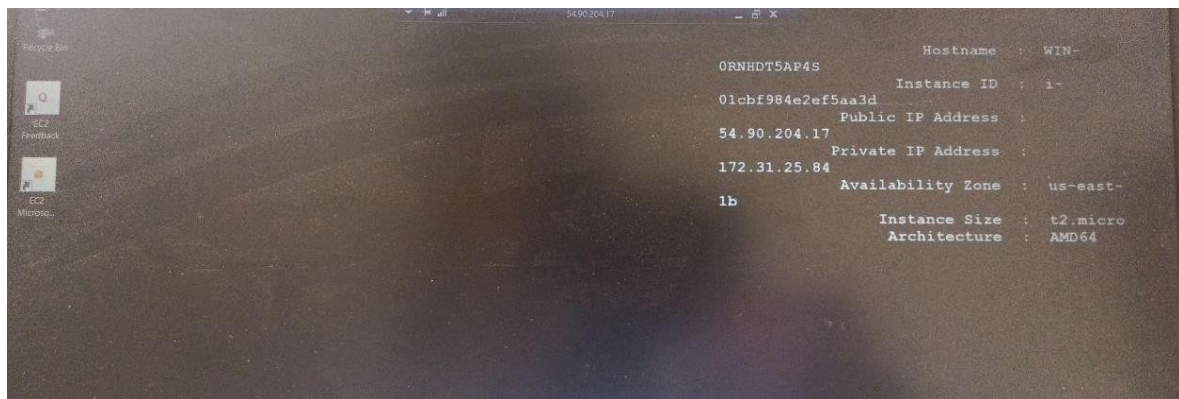 54.90.204.17
Recycle Bin
EC2
Feedback
EC2
Microso...
Hostname : WIN-
0RNHDT5AP4S
Instance ID : i-
01cbf984e2ef5aa3d
Public IP Address :
54.90.204.17
Private IP Address :
172.31.25.84
Availability Zone : us-east-
1b
Instance Size : t2.micro
Architecture : AMD64